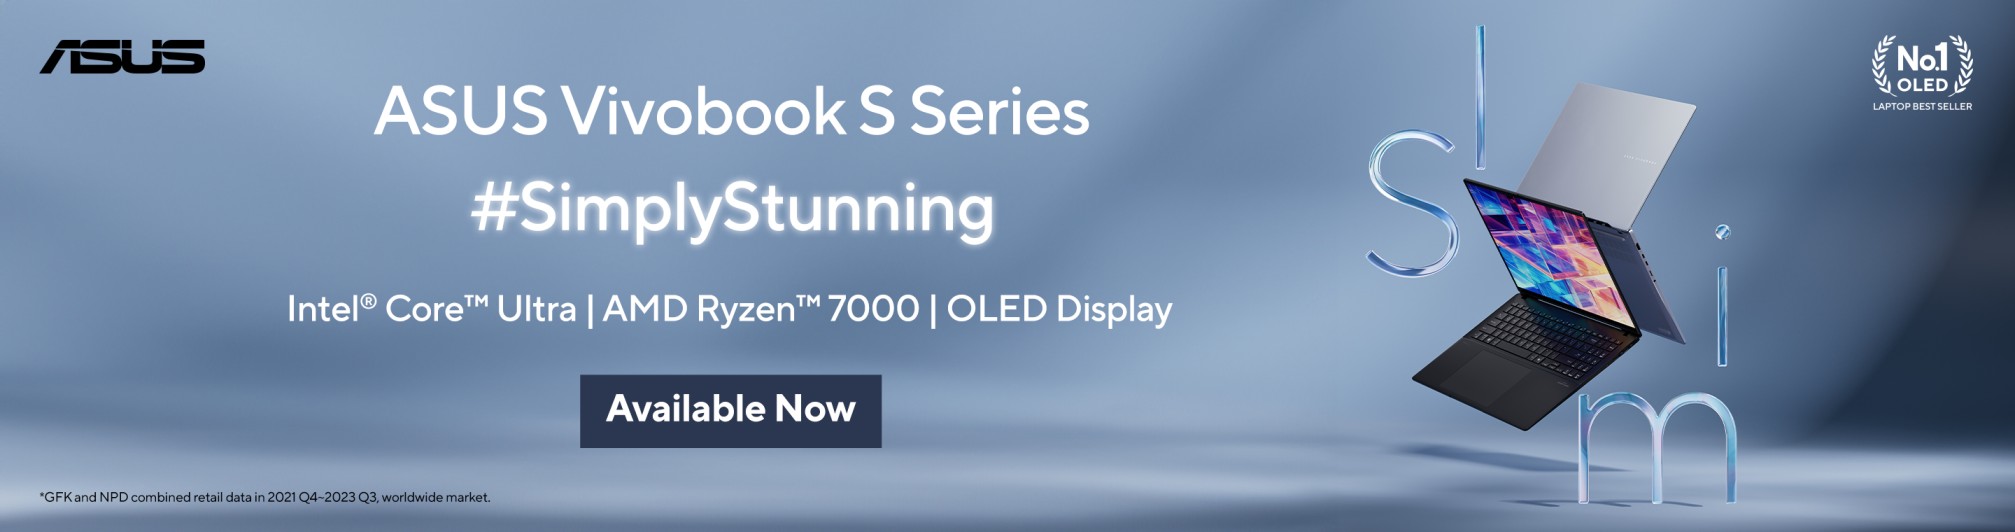 ASUS
ASUS Vivobook S Series
#SimplyStunning
Intel® Core™ Ultra | AMD Ryzen™ 7000 | OLED Display
Available Now
*GFK and NPD combined retail data in 2021 Q4~2023 Q3, worldwide market.
Slim
No.1
OLED
LAPTOP BEST SELLER